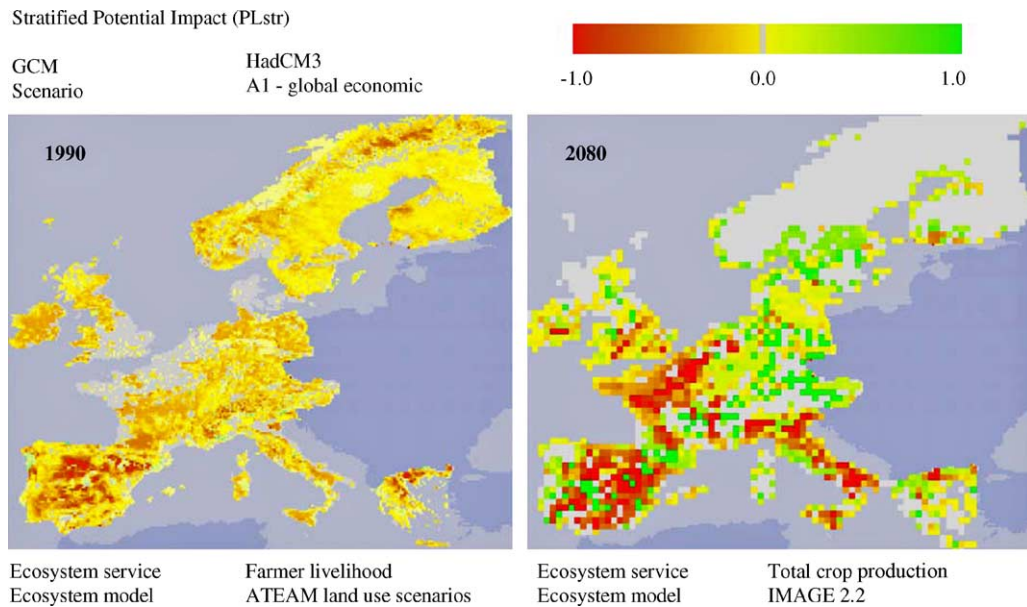 Stratified Potential Impact (PLstr)
GCM HadCM3
Scenario A1 - global economic
-1.0 0.0 1.0
1990
2080
Ecosystem service Farmer livelihood
Ecosystem model ATEAM land use scenarios
Ecosystem service Total crop production
Ecosystem model IMAGE 2.2